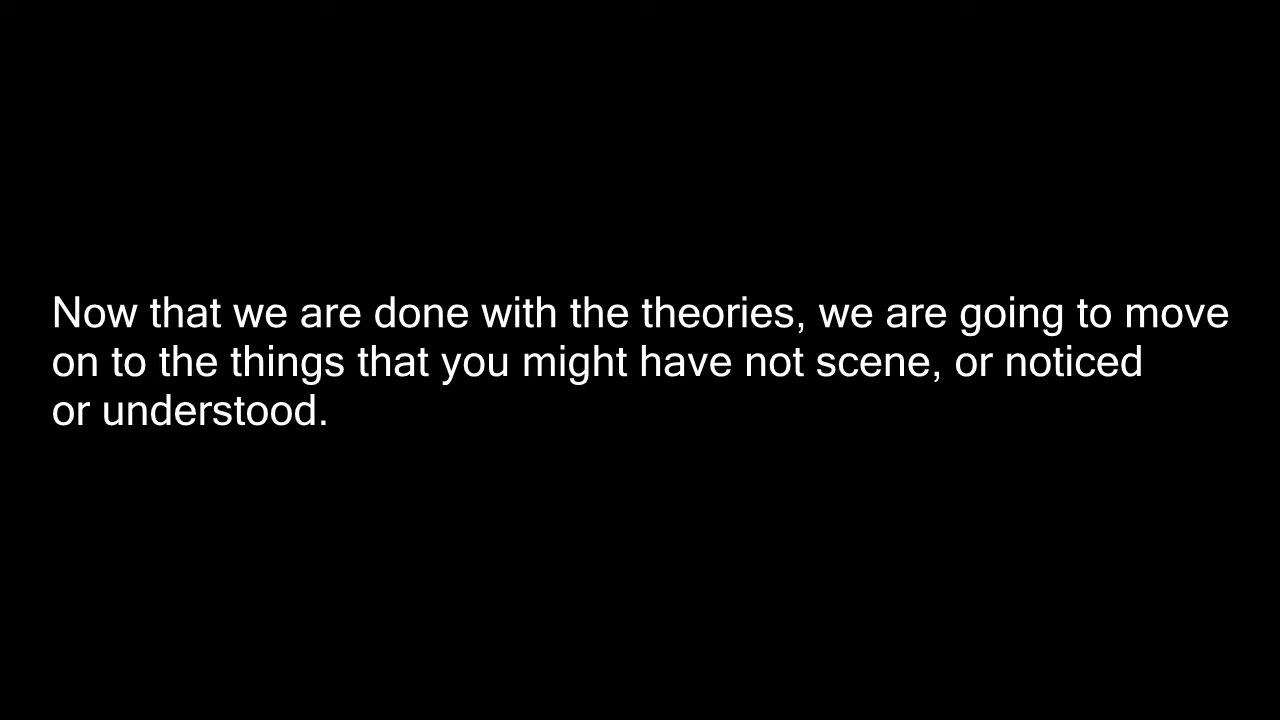 Now that we are done with the theories, we are going to move
on to the things that you might have not scene, or noticed
or understood.